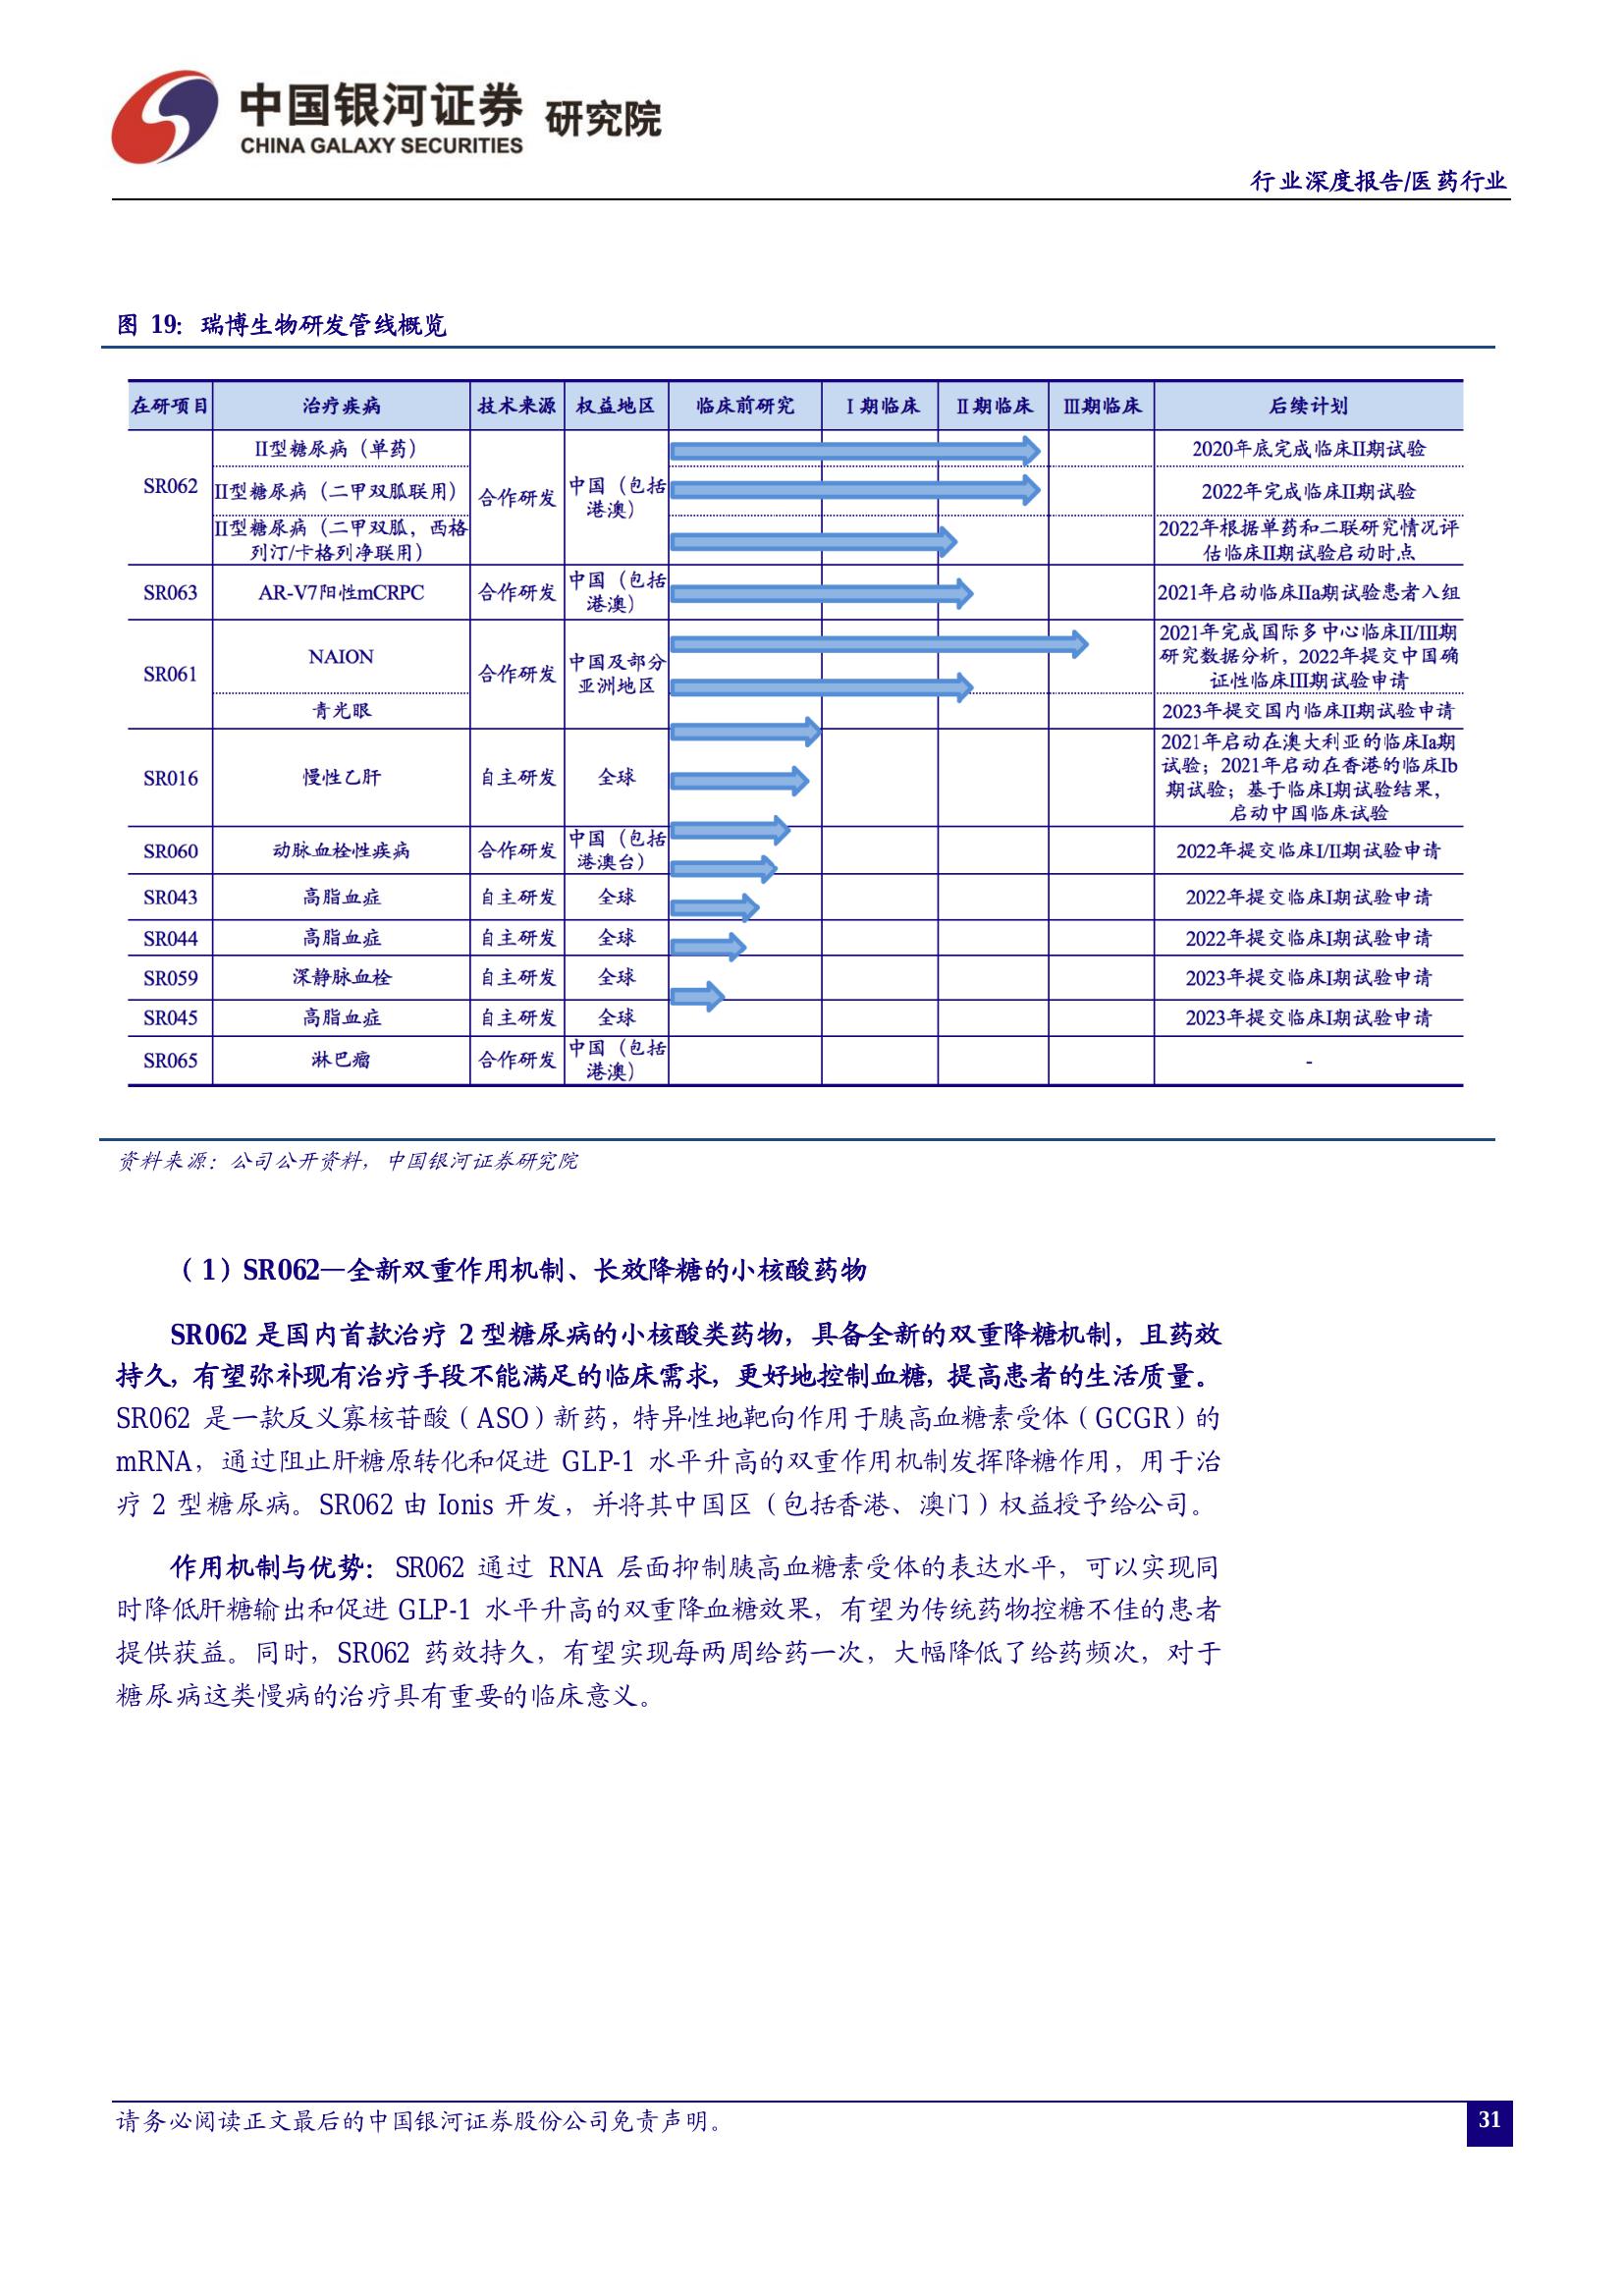 中国银河证券 研究院
CHINA GALAXY SECURITIES
行业深度报告/医药行业
图 19：瑞博生物研发管线概览
在研项目 治疗疾病 技术来源 权益地区 临床前研究 Ⅰ期临床 Ⅱ期临床 Ⅲ期临床 后续计划
SR062
II型糖尿病（单药）
2020年底完成临床II期试验
II型糖尿病（二甲双胍联用）
2022年完成临床II期试验
II型糖尿病（二甲双胍，西格
列汀/卡格列净联用）
合作研发
中国（包括
港澳）
2022年根据单药和二联研究情况评
估临床II期试验启动时点
SR063 AR-V7阳性mCRPC 合作研发
中国（包括
港澳）
2021年启动临床IIa期试验患者入组
SR061
NAION
合作研发
中国及部分
亚洲地区
2021年完成国际多中心临床II/III期
研究数据分析，2022年提交中国确
证性临床III期试验申请
青光眼
2023年提交国内临床II期试验申请
SR016 慢性乙肝 自主研发 全球
2021年启动在澳大利亚的临床Ia期
试验；2021年启动在香港的临床Ib
期试验；基于临床I期试验结果，
启动中国临床试验
SR060 动脉血栓性疾病 合作研发
中国（包括
港澳台）
2022年提交临床I/II期试验申请
SR043 高脂血症 自主研发 全球 2022年提交临床I期试验申请
SR044 高脂血症 自主研发 全球 2022年提交临床I期试验申请
SR059 深静脉血栓 自主研发 全球 2023年提交临床I期试验申请
SR045 高脂血症 自主研发 全球 2023年提交临床I期试验申请
SR065 淋巴瘤 合作研发
中国（包括
港澳）
-
资料来源：公司公开资料，中国银河证券研究院
（1）SR062—全新双重作用机制、长效降糖的小核酸药物
SR062 是国内首款治疗 2 型糖尿病的小核酸类药物，具备全新的双重降糖机制，且药效
持久，有望弥补现有治疗手段不能满足的临床需求，更好地控制血糖，提高患者的生活质量。
SR062 是一款反义寡核苷酸（ASO）新药，特异性地靶向作用于胰高血糖素受体（GCGR）的
mRNA，通过阻止肝糖原转化和促进 GLP-1 水平升高的双重作用机制发挥降糖作用，用于治
疗 2 型糖尿病。SR062 由 Ionis 开发，并将其中国区（包括香港、澳门）权益授予给公司。
作用机制与优势：SR062 通过 RNA 层面抑制胰高血糖素受体的表达水平，可以实现同
时降低肝糖输出和促进 GLP-1 水平升高的双重降血糖效果，有望为传统药物控糖不佳的患者
提供获益。同时，SR062 药效持久，有望实现每两周给药一次，大幅降低了给药频次，对于
糖尿病这类慢病的治疗具有重要的临床意义。
请务必阅读正文最后的中国银河证券股份公司免责声明。
31